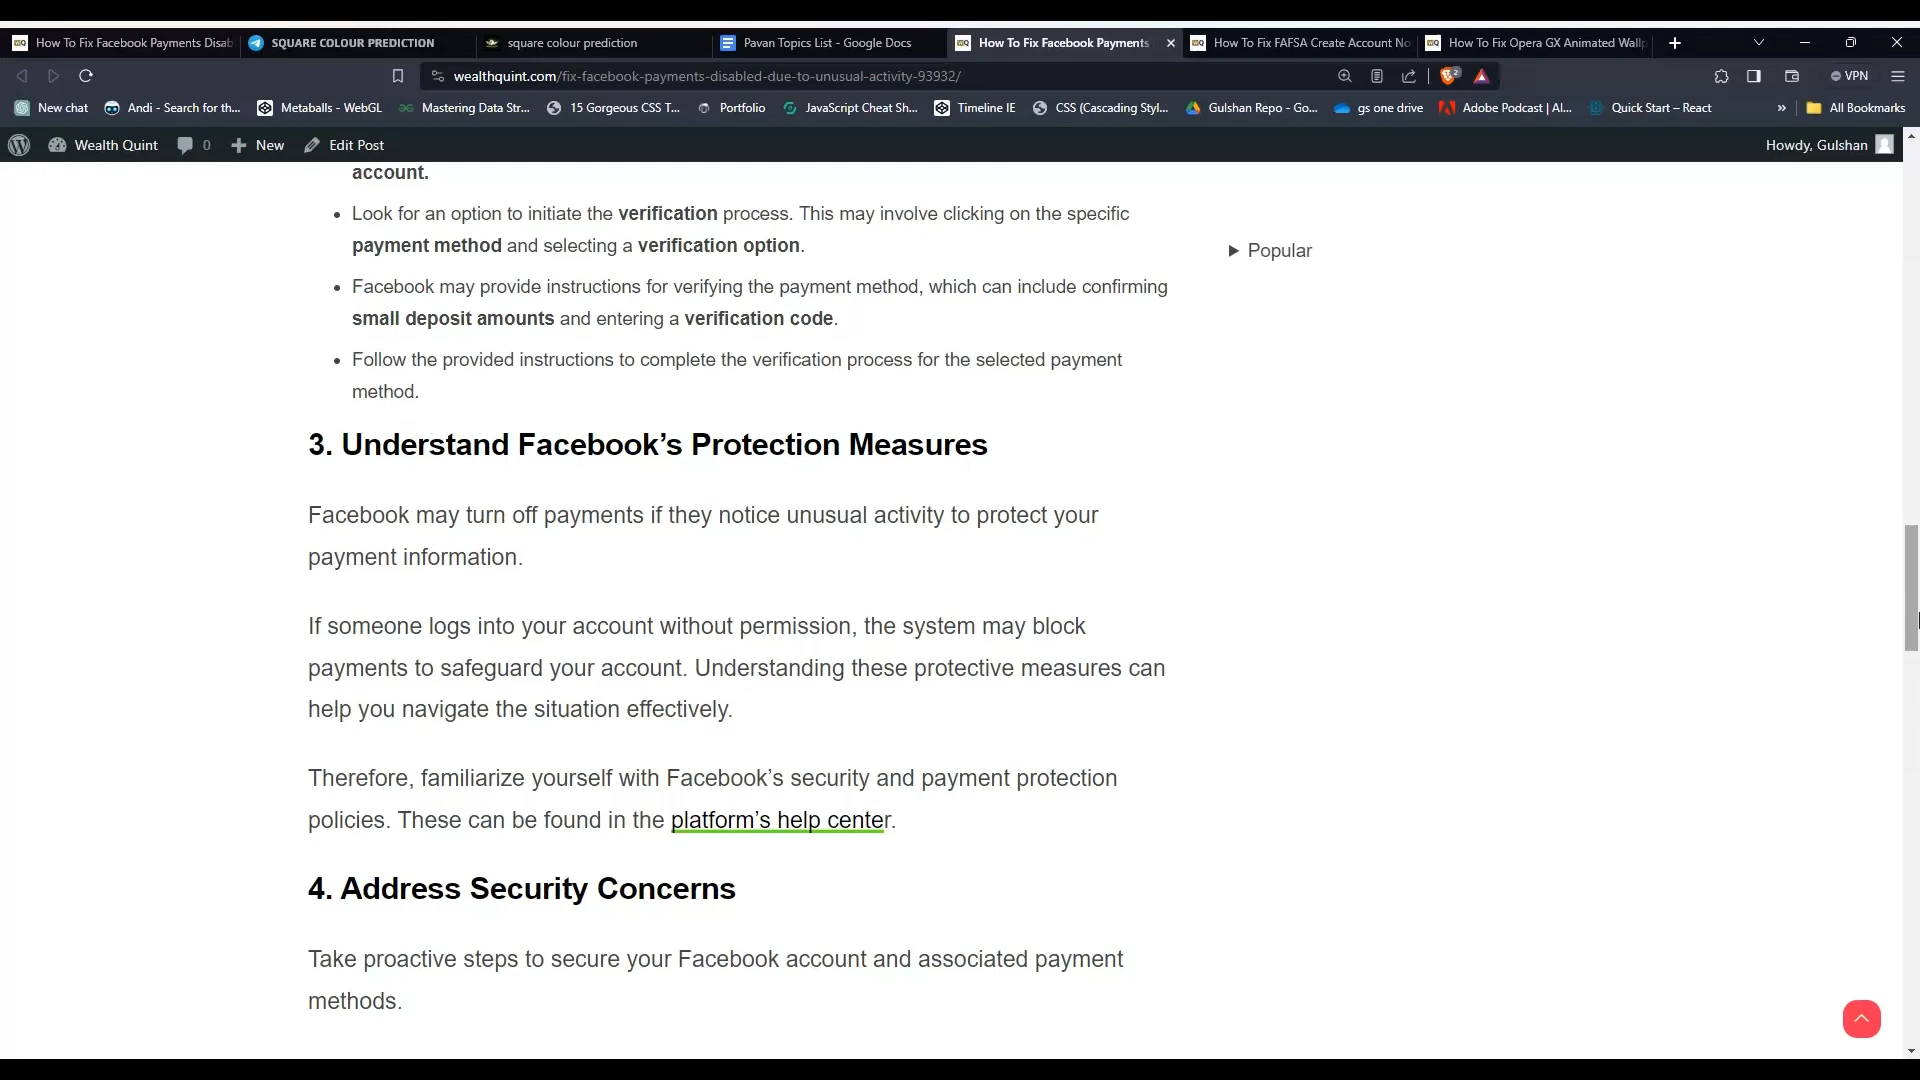 How To Fix Facebook Payments Disab
SQUARE COLOUR PREDICTION
square colour prediction
Pavan Topics List - Google Docs
How To Fix Facebook Payments
How To Fix FAFSA Create Account No
How To Fix Opera GX Animated Wallp
wealthquint.com/fix-facebook-payments-disabled-due-to-unusual-activity-93932/
2
VPN
New chat
Andi - Search for th...
Metaballs - WebGL
Mastering Data Str...
15 Gorgeous CSS T...
Portfolio
JavaScript Cheat Sh...
Timeline IE
CSS (Cascading Styl...
Gulshan Repo - Go...
gs one drive
Adobe Podcast | AI...
Quick Start – React
»
All Bookmarks
Wealth Quint
0
New
Edit Post
Howdy, Gulshan
account.
• Look for an option to initiate the verification process. This may involve clicking on the specific
payment method and selecting a verification option.
Popular
• Facebook may provide instructions for verifying the payment method, which can include confirming
small deposit amounts and entering a verification code.
• Follow the provided instructions to complete the verification process for the selected payment
method.
3. Understand Facebook’s Protection Measures
Facebook may turn off payments if they notice unusual activity to protect your
payment information.
If someone logs into your account without permission, the system may block
payments to safeguard your account. Understanding these protective measures can
help you navigate the situation effectively.
Therefore, familiarize yourself with Facebook’s security and payment protection
policies. These can be found in the platform’s help center.
4. Address Security Concerns
Take proactive steps to secure your Facebook account and associated payment
methods.